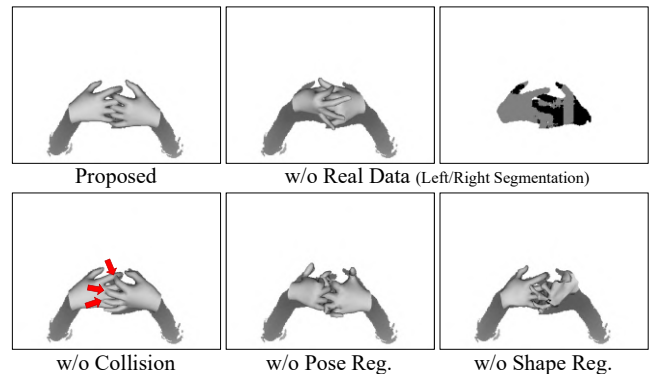 Proposed
w/o Real Data (Left/Right Segmentation)
w/o Collision
w/o Pose Reg.
w/o Shape Reg.